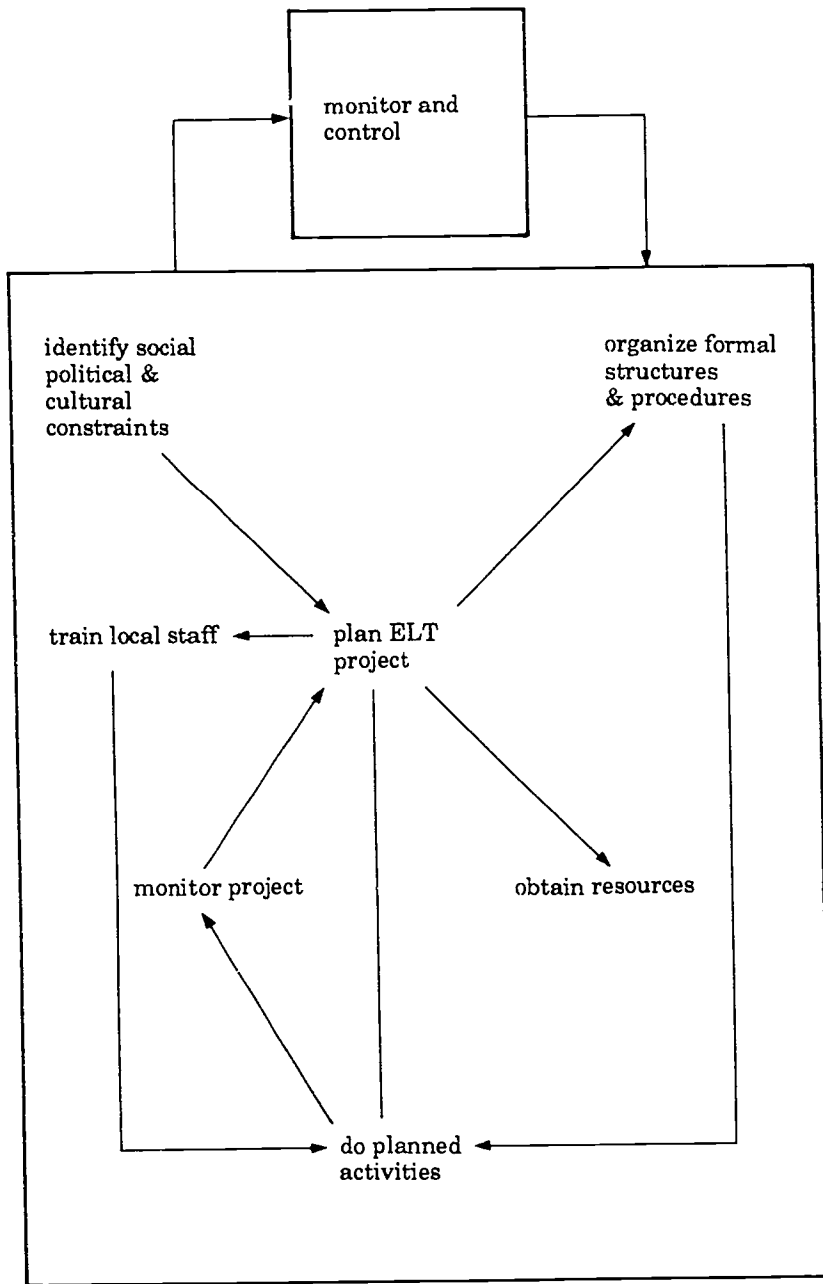 monitor and
control
identify social
political &
cultural
constraints
organize formal
structures
& procedures
train local staff
plan ELT
project
monitor project
obtain resources
do planned
activities